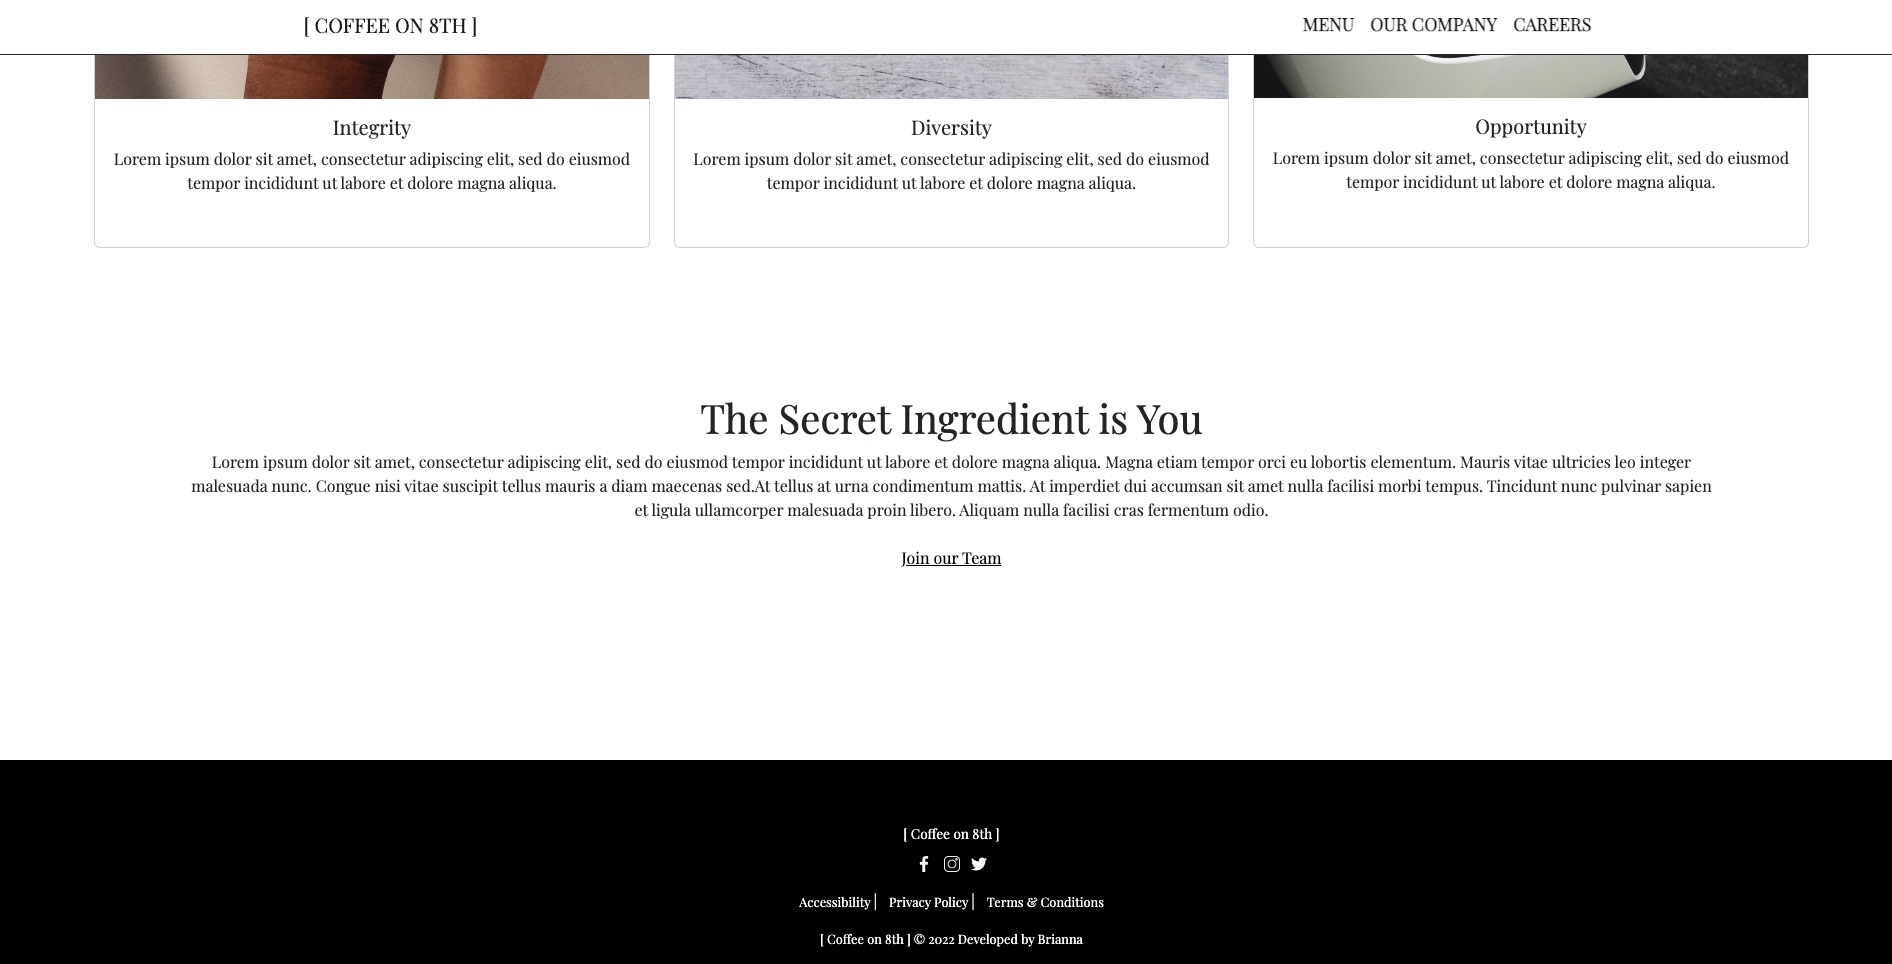 [ COFFEE ON 8TH ]
MENU OUR COMPANY CAREERS
Integrity
Lorem ipsum dolor sit amet, consectetur adipiscing elit, sed do eiusmod
tempor incididunt ut labore et dolore magna aliqua.
Diversity
Lorem ipsum dolor sit amet, consectetur adipiscing elit, sed do eiusmod
tempor incididunt ut labore et dolore magna aliqua.
Opportunity
Lorem ipsum dolor sit amet, consectetur adipiscing elit, sed do eiusmod
tempor incididunt ut labore et dolore magna aliqua.
The Secret Ingredient is You
Lorem ipsum dolor sit amet, consectetur adipiscing elit, sed do eiusmod tempor incididunt ut labore et dolore magna aliqua. Magna etiam tempor orci eu lobortis elementum. Mauris vitae ultricies leo integer
malesuada nunc. Congue nisi vitae suscipit tellus mauris a diam maecenas sed.At tellus at urna condimentum mattis. At imperdiet dui accumsan sit amet nulla facilisi morbi tempus. Tincidunt nunc pulvinar sapien
et ligula ullamcorper malesuada proin libero. Aliquam nulla facilisi cras fermentum odio.
Join our Team
[ Coffee on 8th ]
Accessibility | Privacy Policy | Terms & Conditions
[ Coffee on 8th ] © 2022 Developed by Brianna